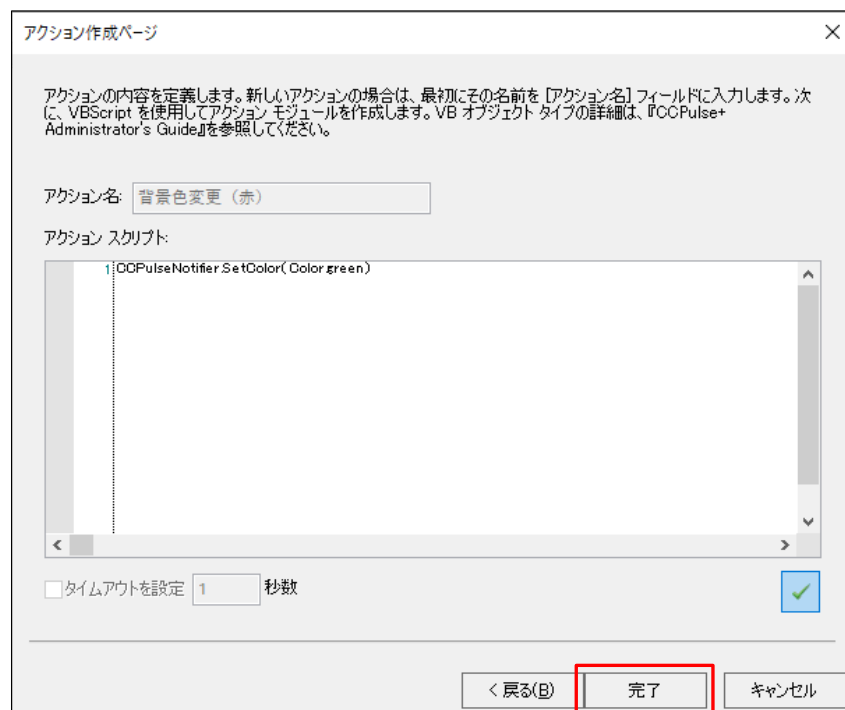 アクション作成ページ
アクションの内容を定義します。新しいアクションの場合は、最初にその名前を [アクション名] フィールドに入力します。次
に、VBScript を使用してアクション モジュールを作成します。VB オブジェクト タイプの詳細は、『CCPulse+
Administrator's Guide』を参照してください。
アクション名: 背景色変更（赤）
アクション スクリプト:
1 CCPulseNotifier.SetColor( Color.green )
タイムアウトを設定 1 秒数
< 戻る(B) 完了 キャンセル